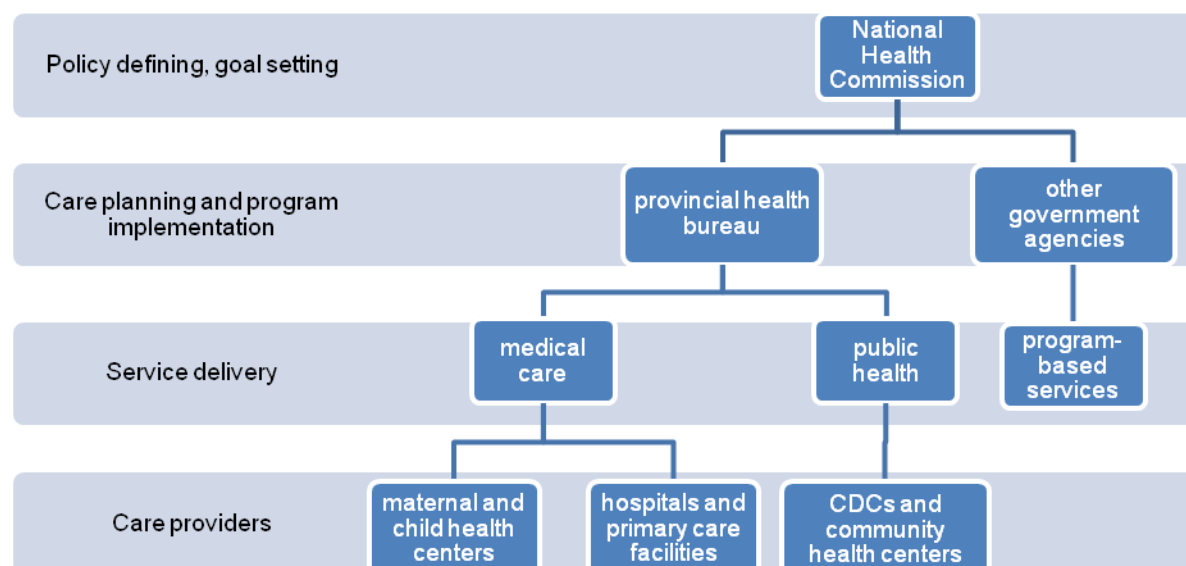 Policy defining, goal setting
National
Health
Commission
Care planning and program
implementation
provincial health
bureau
other
government
agencies
Service delivery
medical
care
public
health
program-
based
services
Care providers
maternal and
child health
centers
hospitals and
primary care
facilities
CDCs and
community
health centers